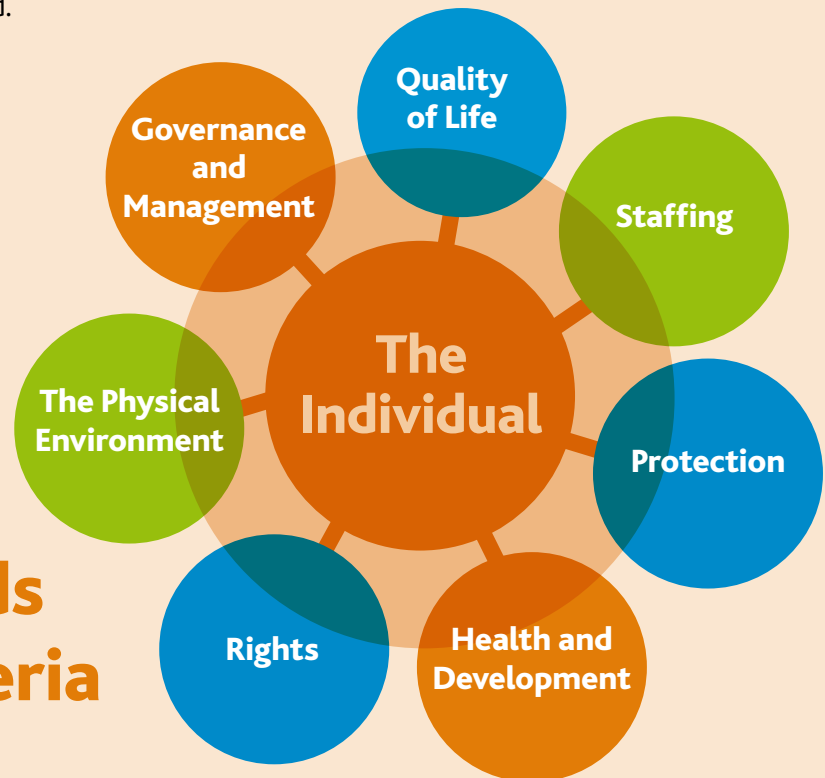 Quality
of Life
Governance
and
Management
Staffing
The Physical
Environment
The
Individual
Protection
Rights
Health and
Development